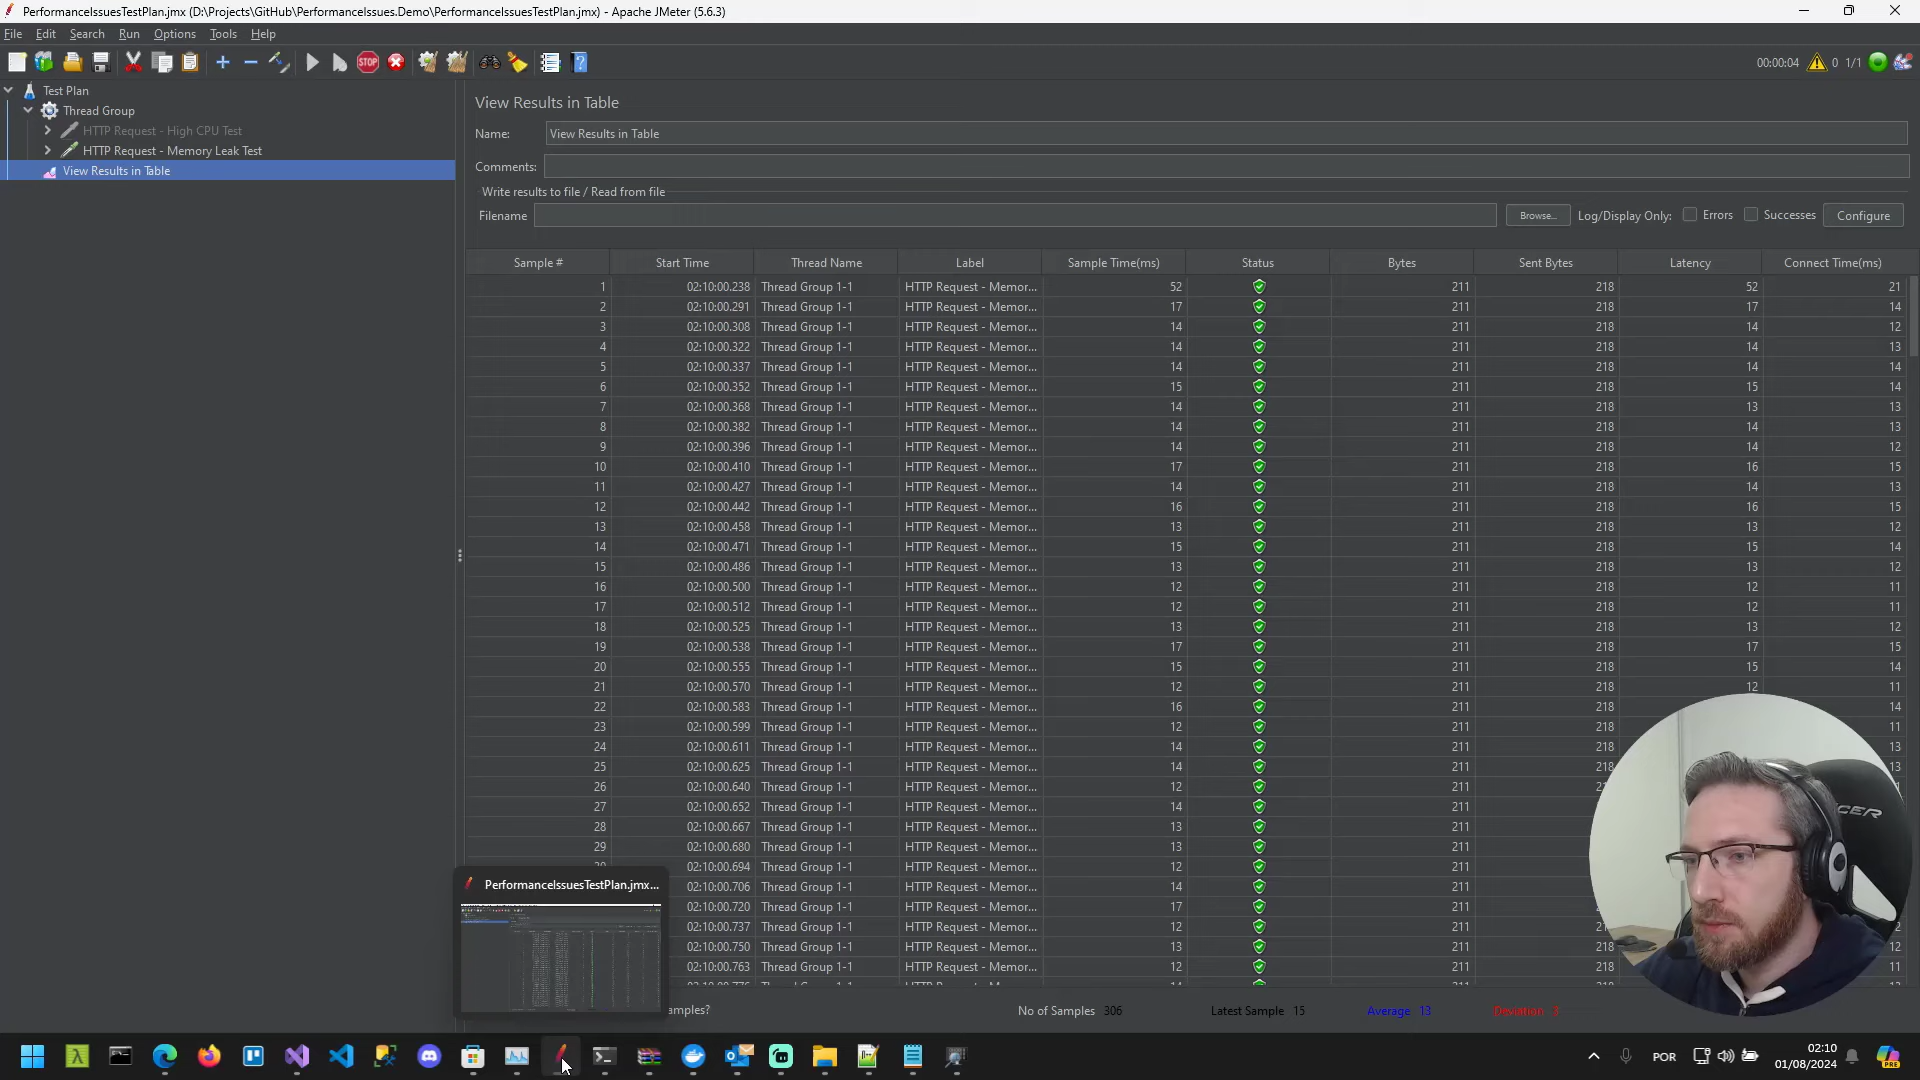 PerformanceIssuesTestPlan.jmx (D:\Projects\GitHub\PerformanceIssues.Demo\PerformanceIssuesTestPlan.jmx) - Apache JMeter (5.6.3)
File Edit Search Run Options Tools Help
STOP 00:00:04 0 1/1
Test Plan
Thread Group
HTTP Request - High CPU Test
HTTP Request - Memory Leak Test
View Results in Table
View Results in Table
Name: View Results in Table
Comments:
Write results to file / Read from file
Filename Browse... Log/Display Only: Errors Successes Configure
Sample # Start Time Thread Name Label Sample Time(ms) Status Bytes Sent Bytes Latency Connect Time(ms)
1 02:10:00.238 Thread Group 1-1 HTTP Request - Memor... 52 211 218 52 21
2 02:10:00.291 Thread Group 1-1 HTTP Request - Memor... 17 211 218 17 14
3 02:10:00.308 Thread Group 1-1 HTTP Request - Memor... 14 211 218 14 12
4 02:10:00.322 Thread Group 1-1 HTTP Request - Memor... 14 211 218 14 13
5 02:10:00.337 Thread Group 1-1 HTTP Request - Memor... 14 211 218 14 14
6 02:10:00.352 Thread Group 1-1 HTTP Request - Memor... 15 211 218 15 14
7 02:10:00.368 Thread Group 1-1 HTTP Request - Memor... 14 211 218 13 13
8 02:10:00.382 Thread Group 1-1 HTTP Request - Memor... 14 211 218 14 13
9 02:10:00.396 Thread Group 1-1 HTTP Request - Memor... 14 211 218 14 12
10 02:10:00.410 Thread Group 1-1 HTTP Request - Memor... 17 211 218 16 15
11 02:10:00.427 Thread Group 1-1 HTTP Request - Memor... 14 211 218 14 13
12 02:10:00.442 Thread Group 1-1 HTTP Request - Memor... 16 211 218 16 15
13 02:10:00.458 Thread Group 1-1 HTTP Request - Memor... 13 211 218 13 12
14 02:10:00.471 Thread Group 1-1 HTTP Request - Memor... 15 211 218 15 14
15 02:10:00.486 Thread Group 1-1 HTTP Request - Memor... 13 211 218 13 12
16 02:10:00.500 Thread Group 1-1 HTTP Request - Memor... 12 211 218 12 11
17 02:10:00.512 Thread Group 1-1 HTTP Request - Memor... 12 211 218 12 11
18 02:10:00.525 Thread Group 1-1 HTTP Request - Memor... 13 211 218 13 12
19 02:10:00.538 Thread Group 1-1 HTTP Request - Memor... 17 211 218 17 15
20 02:10:00.555 Thread Group 1-1 HTTP Request - Memor... 15 211 218 15 14
21 02:10:00.570 Thread Group 1-1 HTTP Request - Memor... 12 211 218 12 11
22 02:10:00.583 Thread Group 1-1 HTTP Request - Memor... 16 211 218 14
23 02:10:00.599 Thread Group 1-1 HTTP Request - Memor... 12 211 218 11
24 02:10:00.611 Thread Group 1-1 HTTP Request - Memor... 14 211 218 13
25 02:10:00.625 Thread Group 1-1 HTTP Request - Memor... 14 211 218 13
26 02:10:00.640 Thread Group 1-1 HTTP Request - Memor... 12 211
27 02:10:00.652 Thread Group 1-1 HTTP Request - Memor... 14 211
28 02:10:00.667 Thread Group 1-1 HTTP Request - Memor... 13 211
29 02:10:00.680 Thread Group 1-1 HTTP Request - Memor... 13 211
02:10:00.694 Thread Group 1-1 HTTP Request - Memor... 12 211
02:10:00.706 Thread Group 1-1 HTTP Request - Memor... 14 211
02:10:00.720 Thread Group 1-1 HTTP Request - Memor... 17 211
02:10:00.737 Thread Group 1-1 HTTP Request - Memor... 12 211
02:10:00.750 Thread Group 1-1 HTTP Request - Memor... 13 211 12
02:10:00.763 Thread Group 1-1 HTTP Request - Memor... 12 211 218 11
PerformanceIssuesTestPlan.jmx...
amples? No of Samples 306 Latest Sample 15 Average 13 Deviation 3
POR 02:10
01/08/2024
PRE